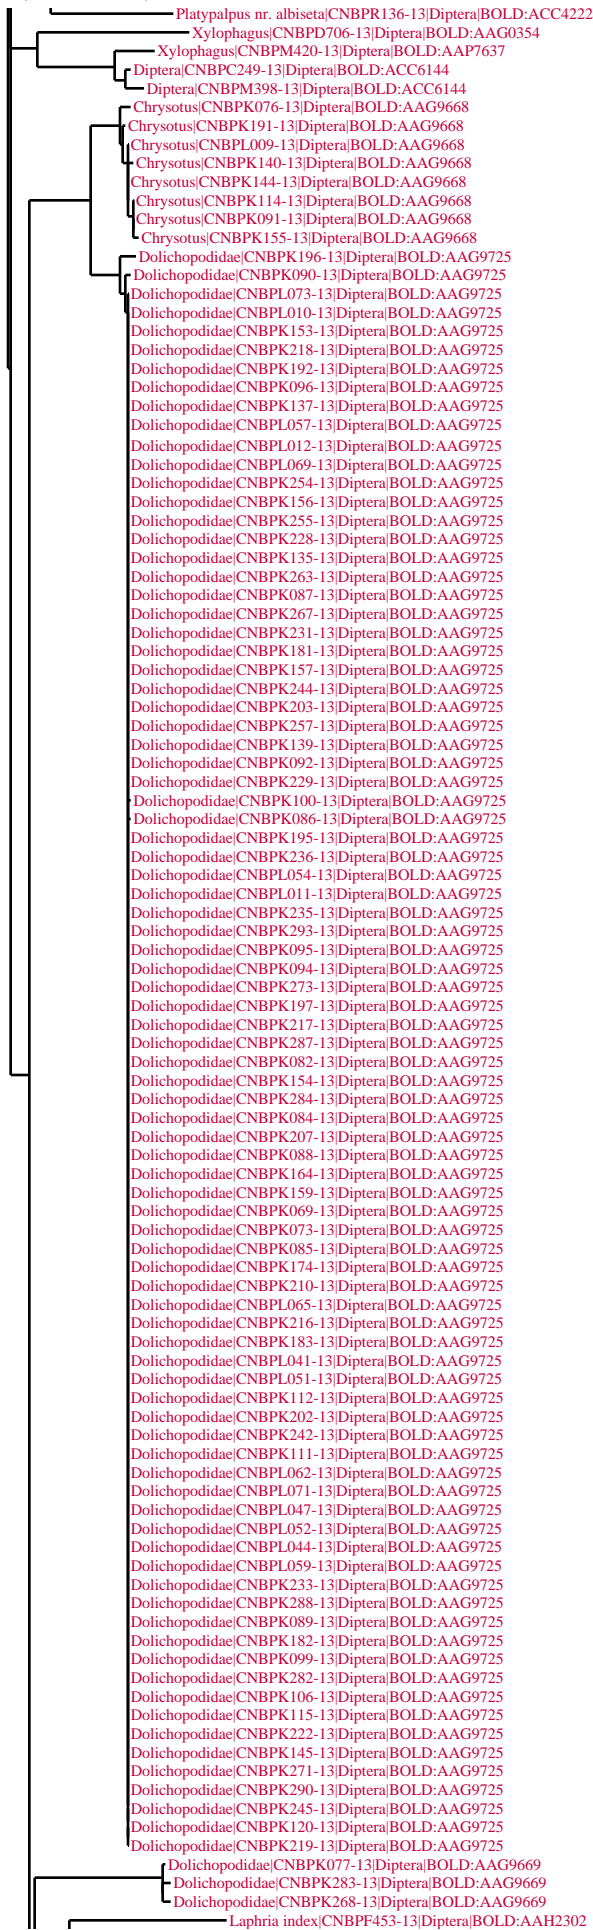 Platypalpus nr. albiseta|CNBPR136-13|Diptera|BOLD:ACC4222
Xylophagus|CNBPD706-13|Diptera|BOLD:AAG0354
Xylophagus|CNBPM420-13|Diptera|BOLD:AAP7637
Diptera|CNBPC249-13|Diptera|BOLD:ACC6144
Diptera|CNBPM398-13|Diptera|BOLD:ACC6144
Chrysotus|CNBPK076-13|Diptera|BOLD:AAG9668
Chrysotus|CNBPK191-13|Diptera|BOLD:AAG9668
Chrysotus|CNBPL009-13|Diptera|BOLD:AAG9668
Chrysotus|CNBPK140-13|Diptera|BOLD:AAG9668
Chrysotus|CNBPK144-13|Diptera|BOLD:AAG9668
Chrysotus|CNBPK114-13|Diptera|BOLD:AAG9668
Chrysotus|CNBPK091-13|Diptera|BOLD:AAG9668
Chrysotus|CNBPK155-13|Diptera|BOLD:AAG9668
Dolichopodidae|CNBPK196-13|Diptera|BOLD:AAG9725
Dolichopodidae|CNBPK090-13|Diptera|BOLD:AAG9725
Dolichopodidae|CNBPL073-13|Diptera|BOLD:AAG9725
Dolichopodidae|CNBPL010-13|Diptera|BOLD:AAG9725
Dolichopodidae|CNBPK153-13|Diptera|BOLD:AAG9725
Dolichopodidae|CNBPK218-13|Diptera|BOLD:AAG9725
Dolichopodidae|CNBPK192-13|Diptera|BOLD:AAG9725
Dolichopodidae|CNBPK096-13|Diptera|BOLD:AAG9725
Dolichopodidae|CNBPK137-13|Diptera|BOLD:AAG9725
Dolichopodidae|CNBPL057-13|Diptera|BOLD:AAG9725
Dolichopodidae|CNBPL012-13|Diptera|BOLD:AAG9725
Dolichopodidae|CNBPL069-13|Diptera|BOLD:AAG9725
Dolichopodidae|CNBPK254-13|Diptera|BOLD:AAG9725
Dolichopodidae|CNBPK156-13|Diptera|BOLD:AAG9725
Dolichopodidae|CNBPK255-13|Diptera|BOLD:AAG9725
Dolichopodidae|CNBPK228-13|Diptera|BOLD:AAG9725
Dolichopodidae|CNBPK135-13|Diptera|BOLD:AAG9725
Dolichopodidae|CNBPK263-13|Diptera|BOLD:AAG9725
Dolichopodidae|CNBPK087-13|Diptera|BOLD:AAG9725
Dolichopodidae|CNBPK267-13|Diptera|BOLD:AAG9725
Dolichopodidae|CNBPK231-13|Diptera|BOLD:AAG9725
Dolichopodidae|CNBPK181-13|Diptera|BOLD:AAG9725
Dolichopodidae|CNBPK157-13|Diptera|BOLD:AAG9725
Dolichopodidae|CNBPK244-13|Diptera|BOLD:AAG9725
Dolichopodidae|CNBPK203-13|Diptera|BOLD:AAG9725
Dolichopodidae|CNBPK257-13|Diptera|BOLD:AAG9725
Dolichopodidae|CNBPK139-13|Diptera|BOLD:AAG9725
Dolichopodidae|CNBPK092-13|Diptera|BOLD:AAG9725
Dolichopodidae|CNBPK229-13|Diptera|BOLD:AAG9725
Dolichopodidae|CNBPK100-13|Diptera|BOLD:AAG9725
Dolichopodidae|CNBPK086-13|Diptera|BOLD:AAG9725
Dolichopodidae|CNBPK195-13|Diptera|BOLD:AAG9725
Dolichopodidae|CNBPK236-13|Diptera|BOLD:AAG9725
Dolichopodidae|CNBPL054-13|Diptera|BOLD:AAG9725
Dolichopodidae|CNBPL011-13|Diptera|BOLD:AAG9725
Dolichopodidae|CNBPK235-13|Diptera|BOLD:AAG9725
Dolichopodidae|CNBPK293-13|Diptera|BOLD:AAG9725
Dolichopodidae|CNBPK095-13|Diptera|BOLD:AAG9725
Dolichopodidae|CNBPK094-13|Diptera|BOLD:AAG9725
Dolichopodidae|CNBPK273-13|Diptera|BOLD:AAG9725
Dolichopodidae|CNBPK197-13|Diptera|BOLD:AAG9725
Dolichopodidae|CNBPK217-13|Diptera|BOLD:AAG9725
Dolichopodidae|CNBPK287-13|Diptera|BOLD:AAG9725
Dolichopodidae|CNBPK082-13|Diptera|BOLD:AAG9725
Dolichopodidae|CNBPK154-13|Diptera|BOLD:AAG9725
Dolichopodidae|CNBPK284-13|Diptera|BOLD:AAG9725
Dolichopodidae|CNBPK084-13|Diptera|BOLD:AAG9725
Dolichopodidae|CNBPK207-13|Diptera|BOLD:AAG9725
Dolichopodidae|CNBPK088-13|Diptera|BOLD:AAG9725
Dolichopodidae|CNBPK164-13|Diptera|BOLD:AAG9725
Dolichopodidae|CNBPK159-13|Diptera|BOLD:AAG9725
Dolichopodidae|CNBPK069-13|Diptera|BOLD:AAG9725
Dolichopodidae|CNBPK073-13|Diptera|BOLD:AAG9725
Dolichopodidae|CNBPK085-13|Diptera|BOLD:AAG9725
Dolichopodidae|CNBPK174-13|Diptera|BOLD:AAG9725
Dolichopodidae|CNBPK210-13|Diptera|BOLD:AAG9725
Dolichopodidae|CNBPL065-13|Diptera|BOLD:AAG9725
Dolichopodidae|CNBPK216-13|Diptera|BOLD:AAG9725
Dolichopodidae|CNBPK183-13|Diptera|BOLD:AAG9725
Dolichopodidae|CNBPL041-13|Diptera|BOLD:AAG9725
Dolichopodidae|CNBPL051-13|Diptera|BOLD:AAG9725
Dolichopodidae|CNBPK112-13|Diptera|BOLD:AAG9725
Dolichopodidae|CNBPK202-13|Diptera|BOLD:AAG9725
Dolichopodidae|CNBPK242-13|Diptera|BOLD:AAG9725
Dolichopodidae|CNBPK111-13|Diptera|BOLD:AAG9725
Dolichopodidae|CNBPL062-13|Diptera|BOLD:AAG9725
Dolichopodidae|CNBPL071-13|Diptera|BOLD:AAG9725
Dolichopodidae|CNBPL047-13|Diptera|BOLD:AAG9725
Dolichopodidae|CNBPL052-13|Diptera|BOLD:AAG9725
Dolichopodidae|CNBPL044-13|Diptera|BOLD:AAG9725
Dolichopodidae|CNBPL059-13|Diptera|BOLD:AAG9725
Dolichopodidae|CNBPK233-13|Diptera|BOLD:AAG9725
Dolichopodidae|CNBPK288-13|Diptera|BOLD:AAG9725
Dolichopodidae|CNBPK089-13|Diptera|BOLD:AAG9725
Dolichopodidae|CNBPK182-13|Diptera|BOLD:AAG9725
Dolichopodidae|CNBPK099-13|Diptera|BOLD:AAG9725
Dolichopodidae|CNBPK282-13|Diptera|BOLD:AAG9725
Dolichopodidae|CNBPK106-13|Diptera|BOLD:AAG9725
Dolichopodidae|CNBPK115-13|Diptera|BOLD:AAG9725
Dolichopodidae|CNBPK222-13|Diptera|BOLD:AAG9725
Dolichopodidae|CNBPK145-13|Diptera|BOLD:AAG9725
Dolichopodidae|CNBPK271-13|Diptera|BOLD:AAG9725
Dolichopodidae|CNBPK290-13|Diptera|BOLD:AAG9725
Dolichopodidae|CNBPK245-13|Diptera|BOLD:AAG9725
Dolichopodidae|CNBPK120-13|Diptera|BOLD:AAG9725
Dolichopodidae|CNBPK219-13|Diptera|BOLD:AAG9725
Dolichopodidae|CNBPK077-13|Diptera|BOLD:AAG9669
Dolichopodidae|CNBPK283-13|Diptera|BOLD:AAG9669
Dolichopodidae|CNBPK268-13|Diptera|BOLD:AAG9669
Laphria index|CNBPF453-13|Diptera|BOLD:AAH2302